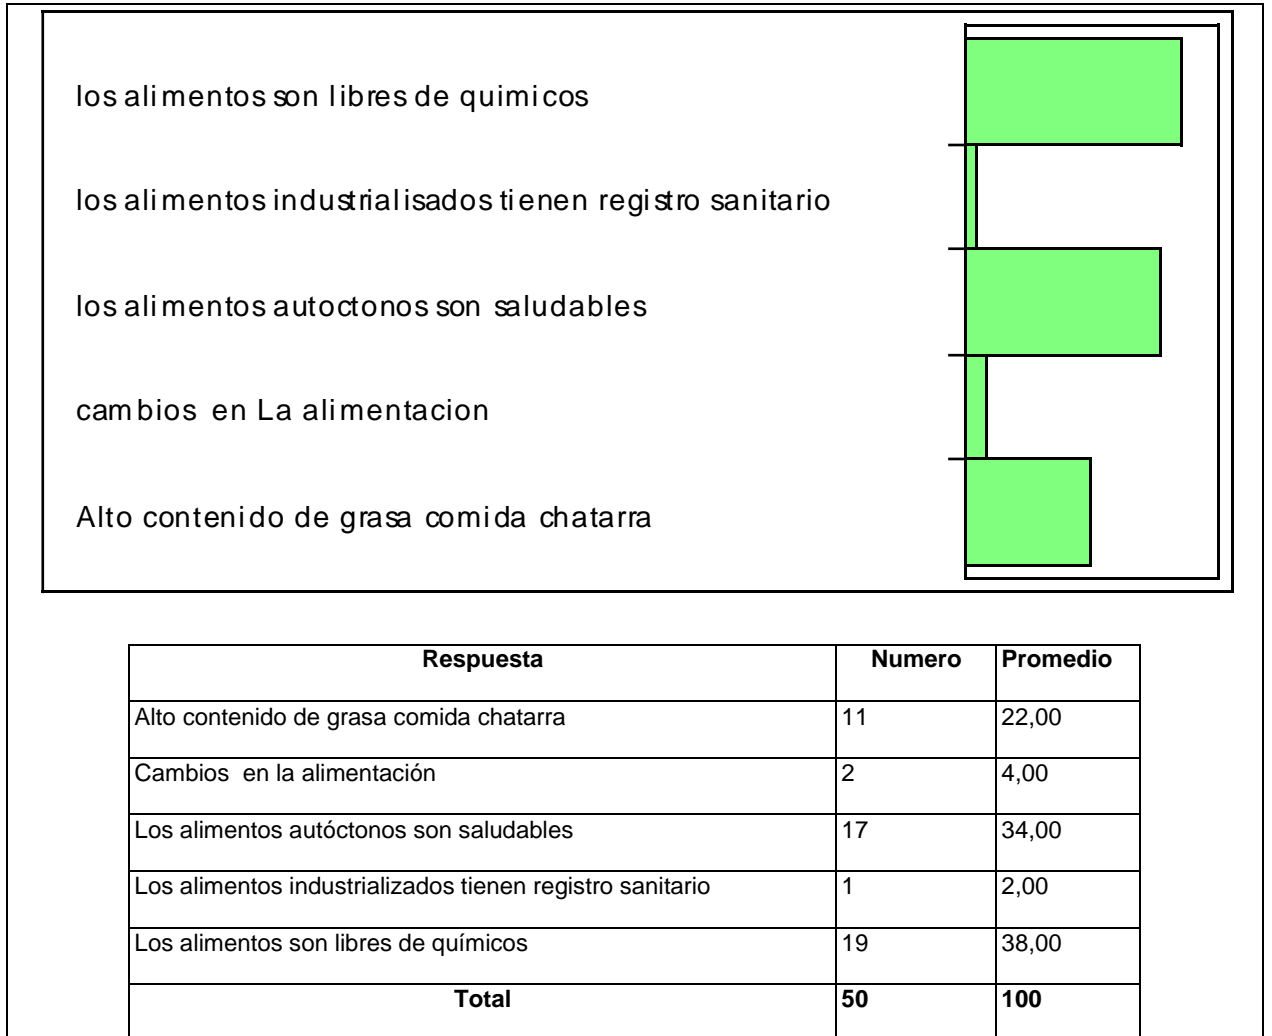 los alimentos son libres de quimicos
los alimentos industrialisados tienen registro sanitario
los alimentos autoctonos son saludables
cambios en La alimentacion
Alto contenido de grasa comida chatarra
Respuesta Numero Promedio
Alto contenido de grasa comida chatarra 11 22,00
Cambios en la alimentación 2 4,00
Los alimentos autóctonos son saludables 17 34,00
Los alimentos industrializados tienen registro sanitario 1 2,00
Los alimentos son libres de químicos 19 38,00
Total 50 100